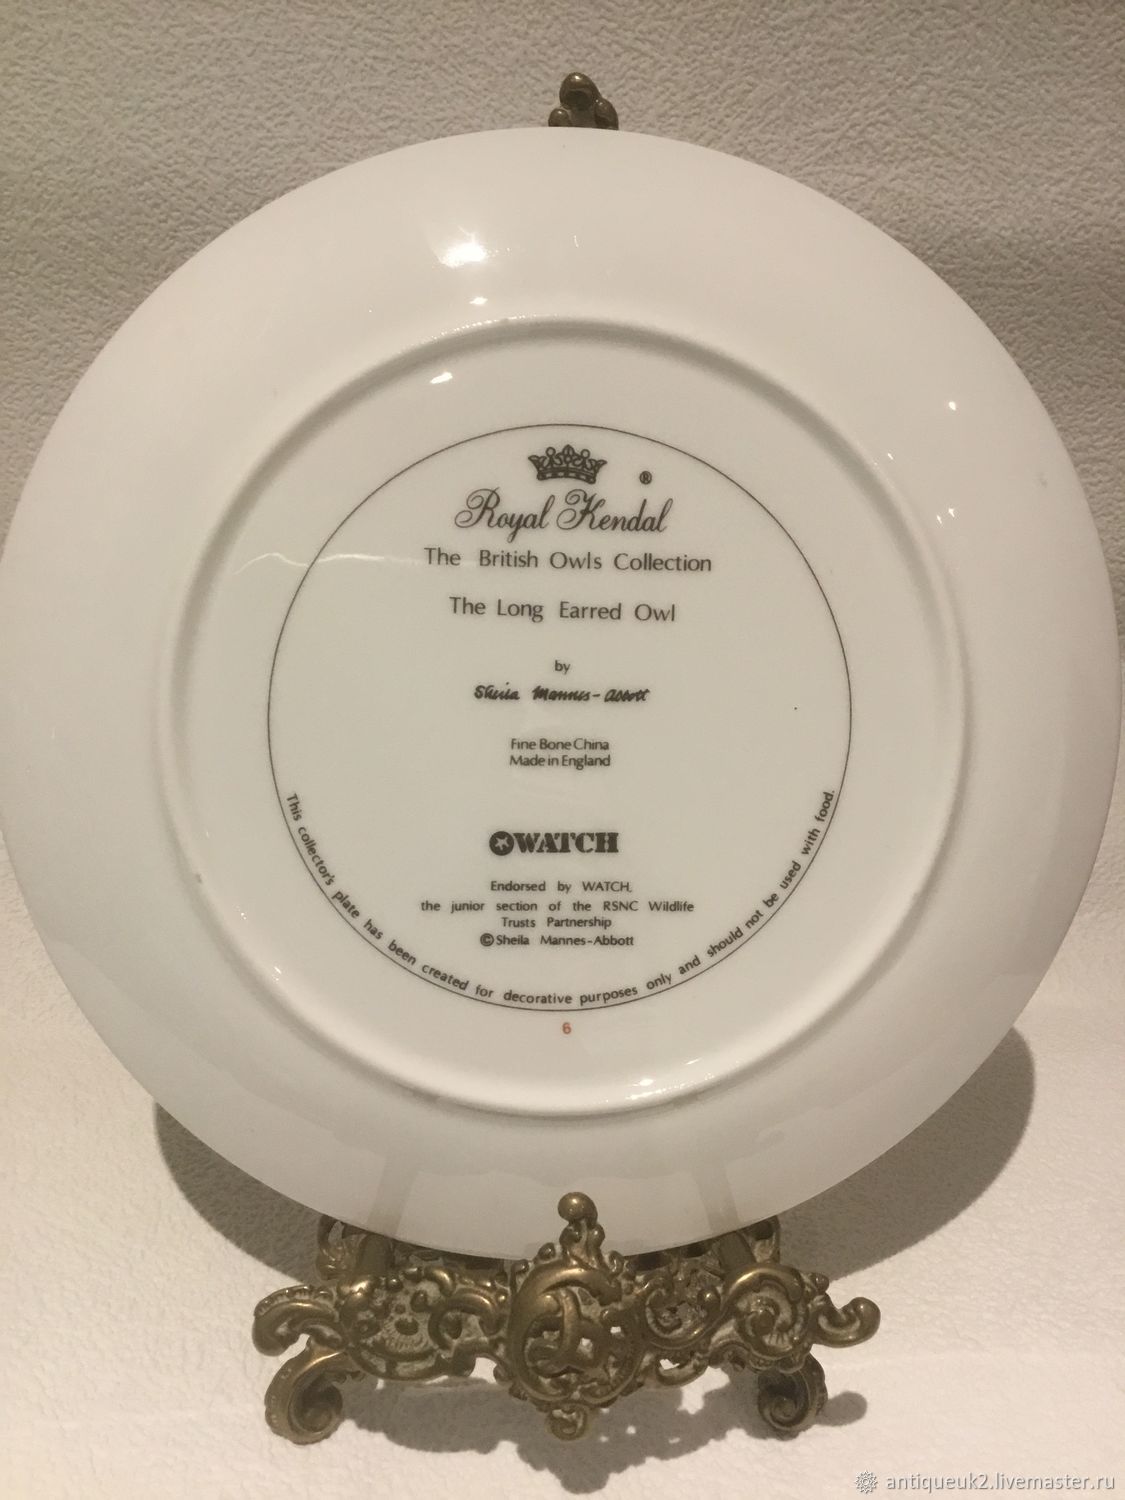 ®
Royal Kendal
The British Owls Collection
The Long Earred Owl
by
Sheila Mannes-Abbott
Fine Bone China
Made in England
WATCH
Endorsed by WATCH,
the junior section of the RSNC Wildlife
Trusts Partnership
©Sheila Mannes-Abbott
This collector's plate has been created for decorative purposes only and should not be used with food.
6
antiqueuk2.livemaster.ru